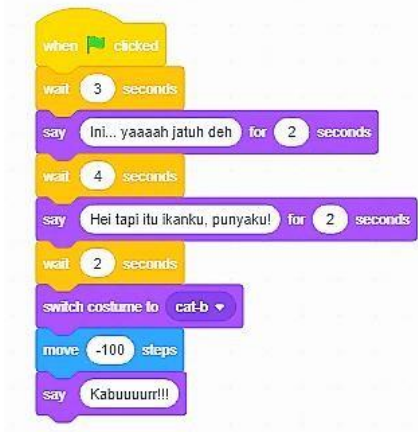 when clicked
wait 3 seconds
say Ini... yaaaah jatuh deh for 2 seconds
wait 4 seconds
say Hei tapi itu ikanku, punyaku! for 2 seconds
wait 2 seconds
switch costume to cat-b
move -100 steps
say Kabuuuurr!!!